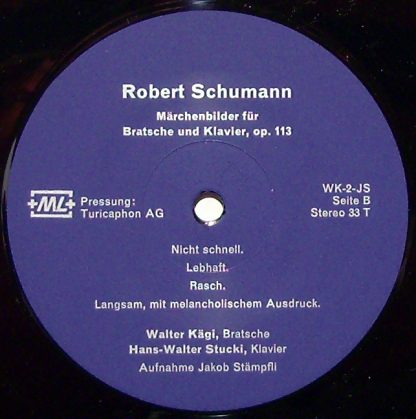 Robert Schumann
Märchenbilder für
Bratsche und Klavier, op. 113
+ML+
Pressung:
Turicaphon AG
WK-2-JS
Seite B
Stereo 33 T
Nicht schnell.
Lebhaft.
Rasch.
Langsam, mit melancholischem Ausdruck.
Walter Kägi, Bratsche
Hans-Walter Stucki, Klavier
Aufnahme Jakob Stämpfli